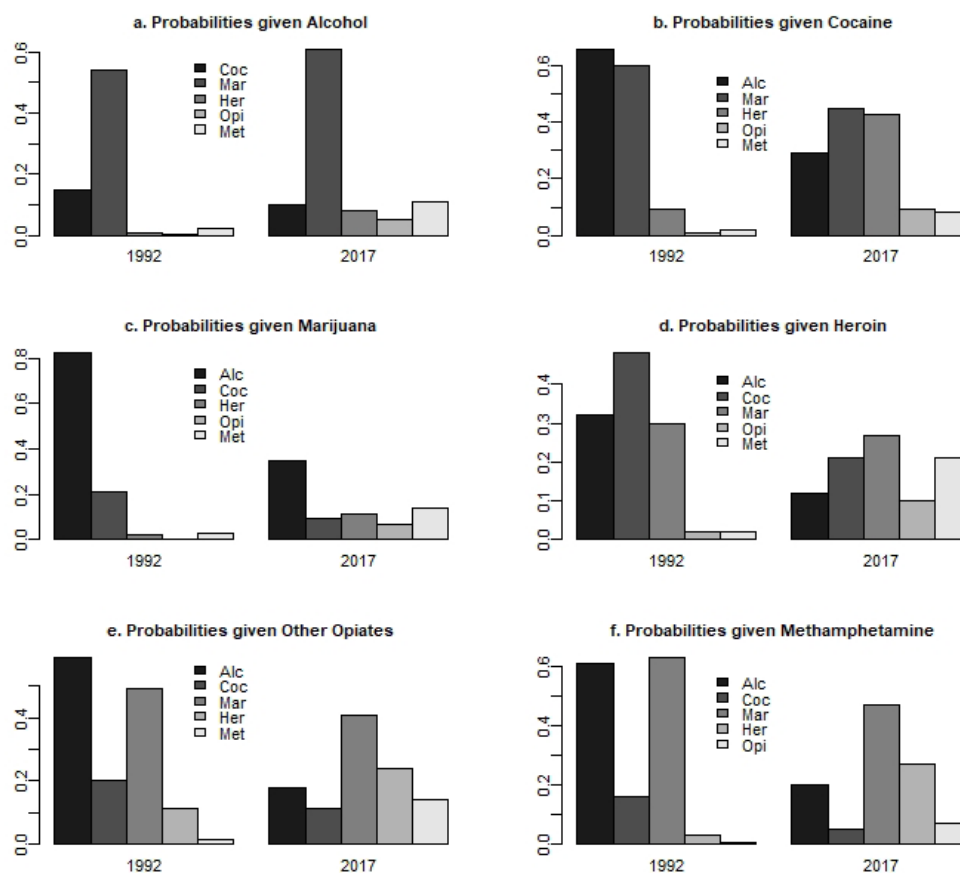 a. Probabilities given Alcohol
0.0 0.2 0.4 0.6
Coc
Mar
Her
Opi
Met
1992 2017
b. Probabilities given Cocaine
0.0 0.2 0.4 0.6
Alc
Mar
Her
Opi
Met
1992 2017
c. Probabilities given Marijuana
0.0 0.2 0.4 0.6 0.8
Alc
Coc
Her
Opi
Met
1992 2017
d. Probabilities given Heroin
0.0 0.1 0.2 0.3 0.4
Alc
Coc
Mar
Opi
Met
1992 2017
e. Probabilities given Other Opiates
0.0 0.2 0.4
Alc
Coc
Mar
Her
Met
1992 2017
f. Probabilities given Methamphetamine
0.0 0.2 0.4 0.6
Alc
Coc
Mar
Her
Opi
1992 2017